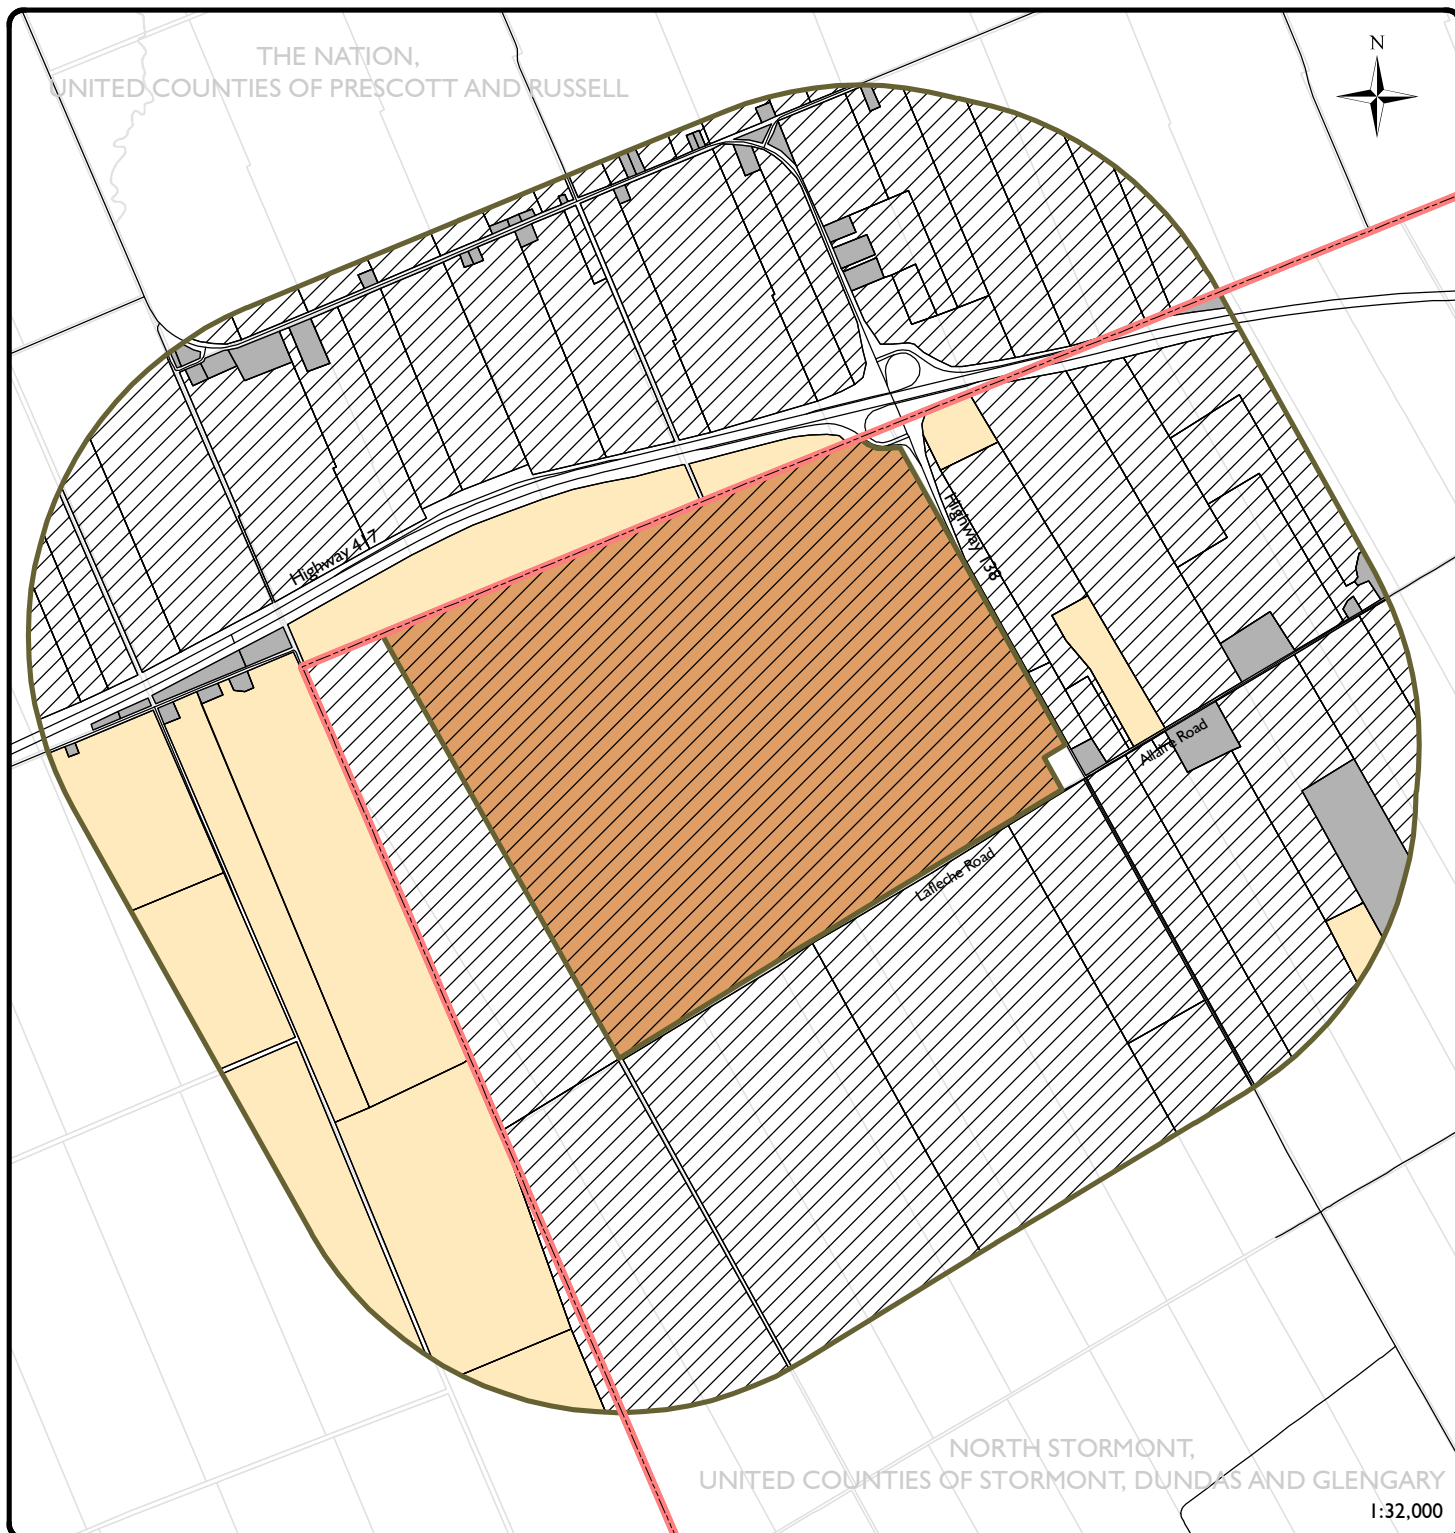 THE NATION,
UNITED COUNTIES OF PRESCOTT AND RUSSELL
N
Highway 417
Highway 138
Allaire Road
Lafleche Road
NORTH STORMONT,
UNITED COUNTIES OF STORMONT, DUNDAS AND GLENGARY
1:32,000